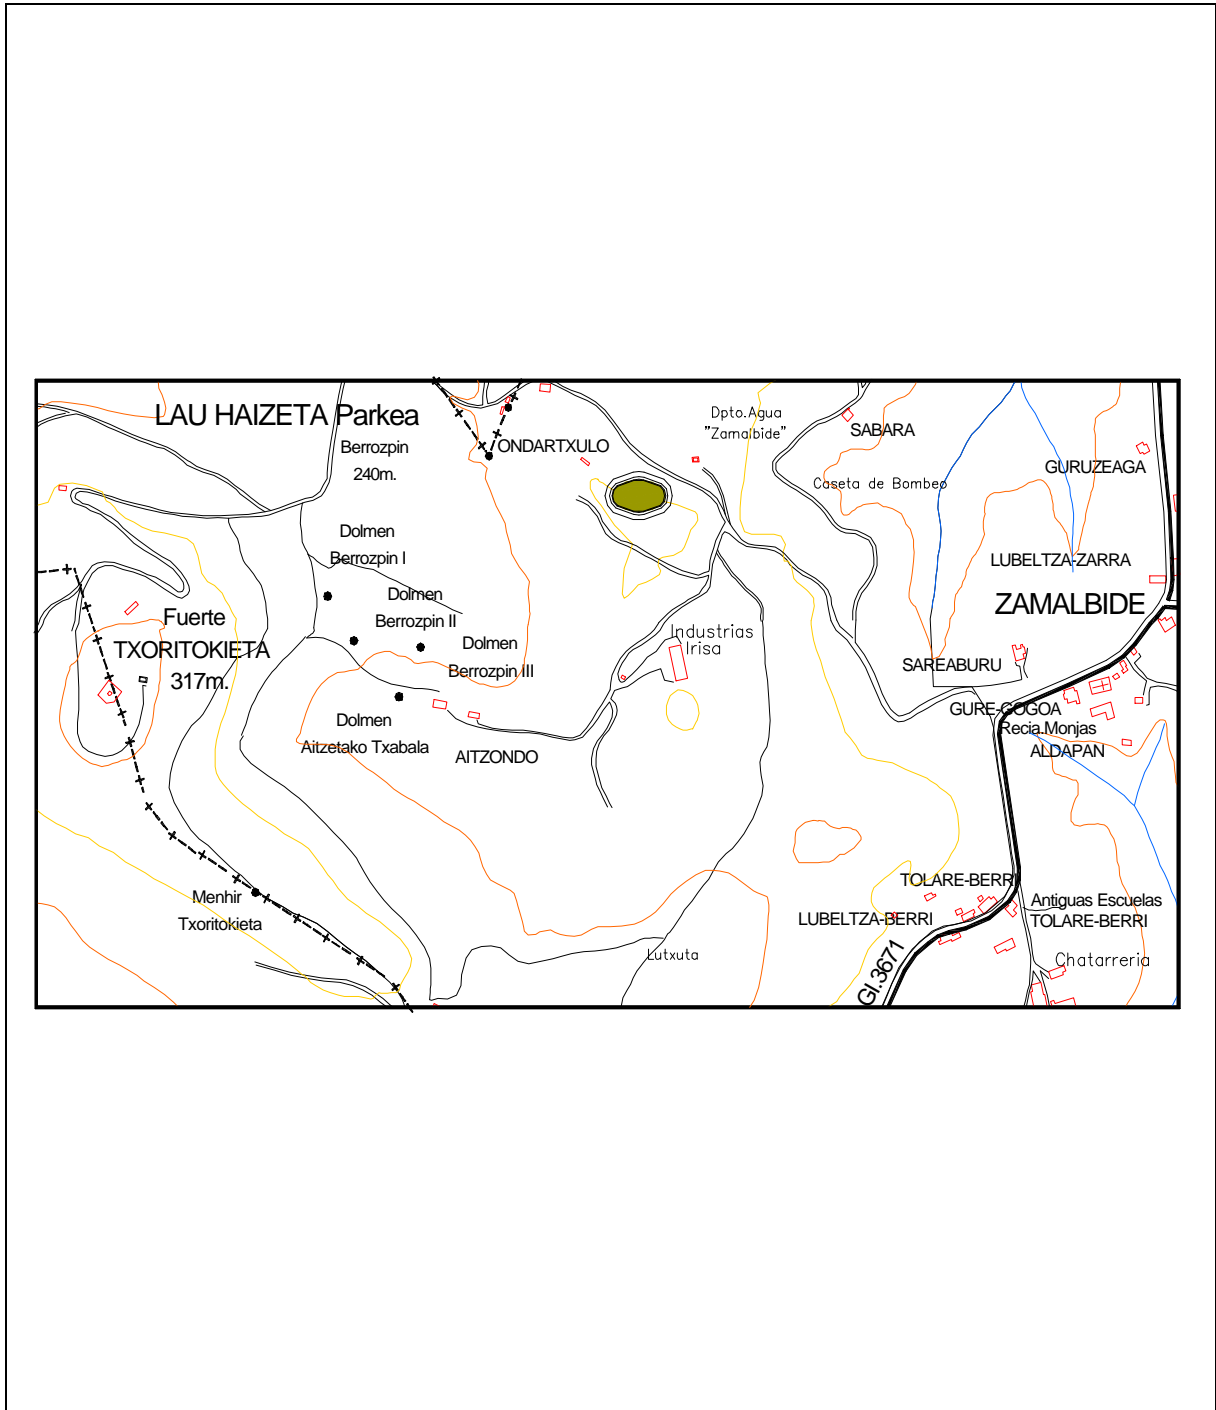 LAU HAIZETA Parkea
Berrozpin
240m.
ONDARTXULO
Dpto.Agua
"Zamalbide"
SABARA
GURUZEAGA
Caseta de Bombeo
Dolmen
Berrozpin I
LUBELTZA-ZARRA
Dolmen
Berrozpin II
ZAMALBIDE
Fuerte
TXORITOKIETA
317m.
Dolmen
Berrozpin III
Industrias
Irisa
SAREABURU
GURE-GOGOA
Recia.Monjas
ALDAPAN
Dolmen
Aitzetako Txabala
AITZONDO
TOLARE-BERRI
LUBELTZA-BERRI
Antiguas Escuelas
TOLARE-BERRI
Menhir
Txoritokieta
Lutxuta
GI.3671
Chatarreria